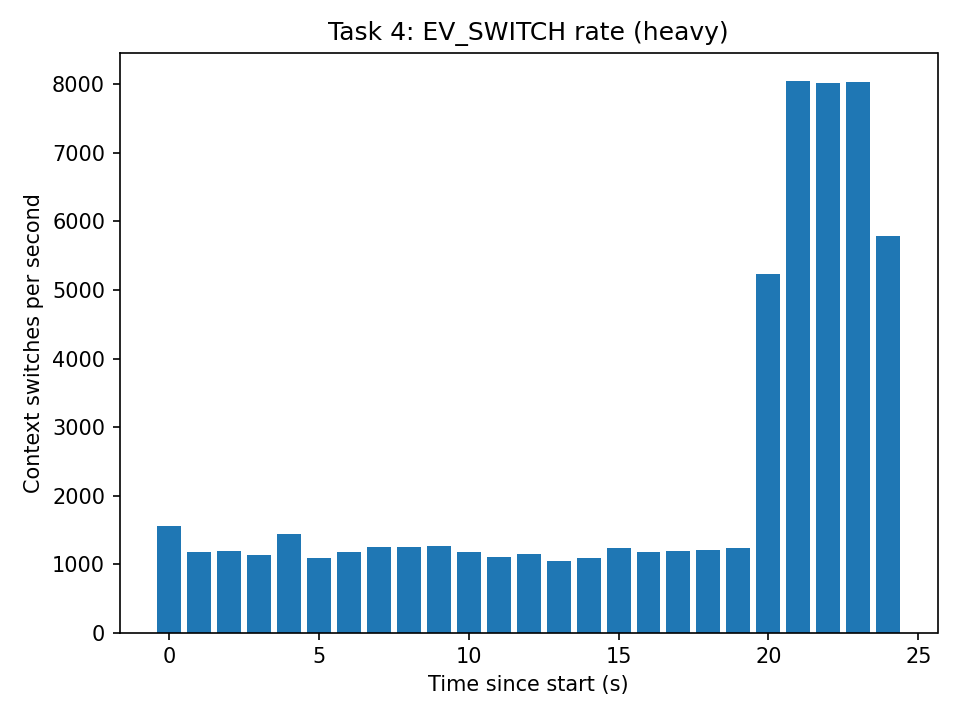 Task 4: EV_SWITCH rate (heavy)
Context switches per second
8000
7000
6000
5000
4000
3000
2000
1000
0
0 5 10 15 20 25
Time since start (s)